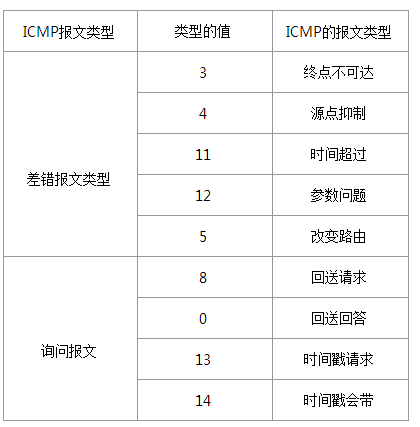 ICMP报文类型 类型的值 ICMP的报文类型
3 终点不可达
4 源点抑制
11 时间超过
差错报文类型 12 参数问题
5 改变路由
8 回送请求
0 回送回答
询问报文 13 时间戳请求
14 时间戳会带